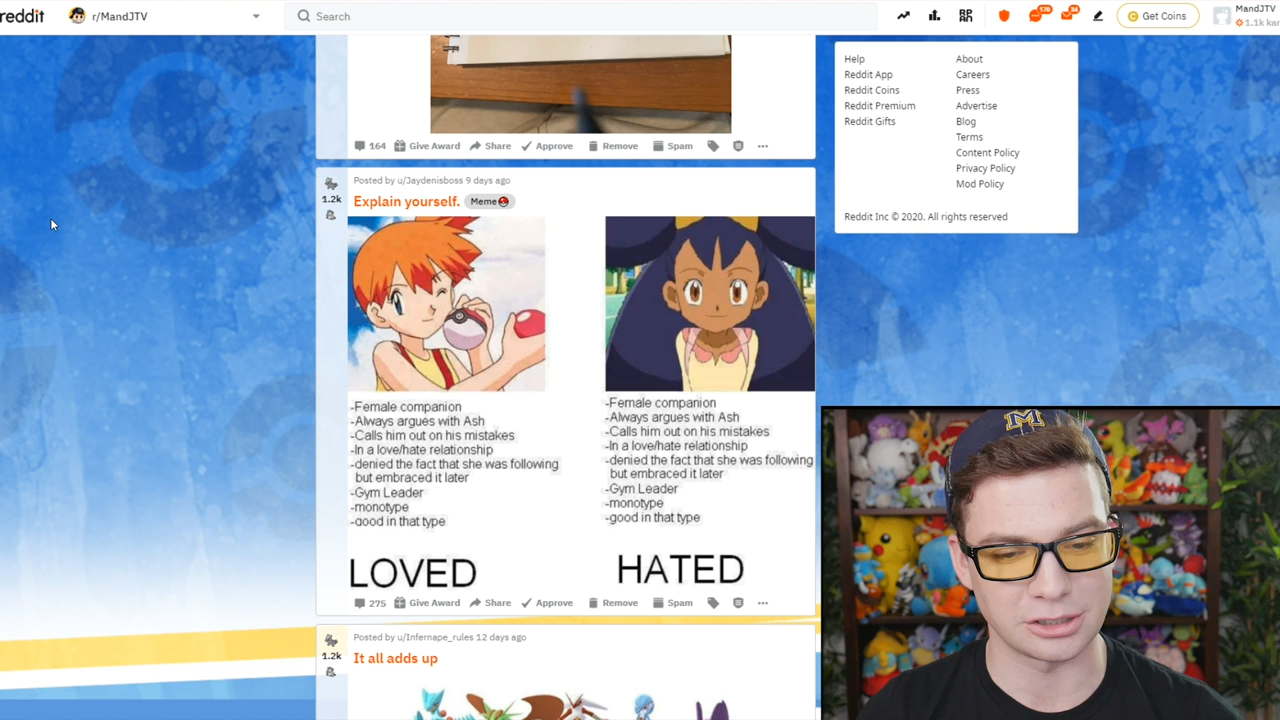 reddit
r/MandJTV
Search
170
34
Get Coins
MandJTV
1.1k kar
Help
About
Reddit App
Careers
Reddit Coins
Press
Reddit Premium
Advertise
Reddit Gifts
Blog
Terms
Content Policy
Privacy Policy
Mod Policy
Reddit Inc © 2020. All rights reserved
164
Give Award
Share
Approve
Remove
Spam
1.2k
Posted by u/Jaydenisboss 9 days ago
Explain yourself.
Meme
-Female companion
-Always argues with Ash
-Calls him out on his mistakes
-In a love/hate relationship
-denied the fact that she was following
but embraced it later
-Gym Leader
-monotype
-good in that type
LOVED
-Female companion
-Always argues with Ash
-Calls him out on his mistakes
-In a love/hate relationship
-denied the fact that she was following
but embraced it later
-Gym Leader
-monotype
-good in that type
HATED
275
Give Award
Share
Approve
Remove
Spam
1.2k
Posted by u/Infernape_rules 12 days ago
It all adds up
M